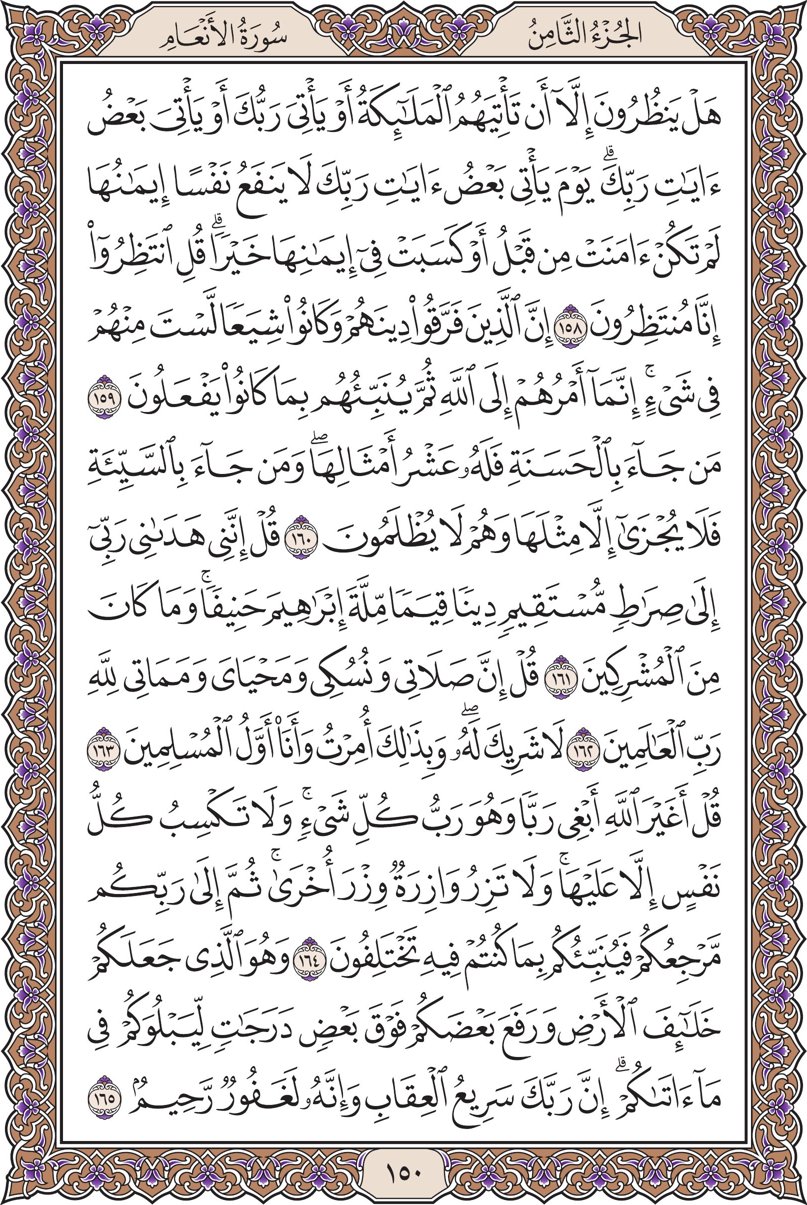 الجُزْءُ الثَّامِنُ
سُورَةُ الأَنْعَامِ
هَلْ يَنظُرُونَ إِلَّآ أَن تَأْتِيَهُمُ ٱلْمَلَـٰٓئِكَةُ أَوْ يَأْتِىَ رَبُّكَ أَوْ يَأْتِىَ بَعْضُ
ءَايَـٰتِ رَبِّكَ ۗ يَوْمَ يَأْتِى بَعْضُ ءَايَـٰتِ رَبِّكَ لَا يَنفَعُ نَفْسًا إِيمَـٰنُهَا
لَمْ تَكُنْ ءَامَنَتْ مِن قَبْلُ أَوْ كَسَبَتْ فِىٓ إِيمَـٰنِهَا خَيْرًا ۗ قُلِ ٱنتَظِرُوٓا۟
إِنَّا مُنتَظِرُونَ ١٥٨ إِنَّ ٱلَّذِينَ فَرَّقُوا۟ دِينَهُمْ وَكَانُوا۟ شِيَعًا لَّسْتَ مِنْهُمْ
فِى شَىْءٍ ۚ إِنَّمَآ أَمْرُهُمْ إِلَى ٱللَّهِ ثُمَّ يُنَبِّئُهُم بِمَا كَانُوا۟ يَفْعَلُونَ ١٥٩
مَن جَآءَ بِٱلْحَسَنَةِ فَلَهُۥ عَشْرُ أَمْثَالِهَا ۖ وَمَن جَآءَ بِٱلسَّيِّئَةِ
فَلَا يُجْزَىٰٓ إِلَّا مِثْلَهَا وَهُمْ لَا يُظْلَمُونَ ١٦٠ قُلْ إِنَّنِى هَدَىٰنِى رَبِّىٓ
إِلَىٰ صِرَٰطٍ مُّسْتَقِيمٍ دِينًا قِيَمًا مِّلَّةَ إِبْرَٰهِيمَ حَنِيفًا ۚ وَمَا كَانَ
مِنَ ٱلْمُشْرِكِينَ ١٦١ قُلْ إِنَّ صَلَاتِى وَنُسُكِى وَمَحْيَاىَ وَمَمَاتِى لِلَّهِ
رَبِّ ٱلْعَـٰلَمِينَ ١٦٢ لَا شَرِيكَ لَهُۥ ۖ وَبِذَٰلِكَ أُمِرْتُ وَأَنَا۠ أَوَّلُ ٱلْمُسْلِمِينَ ١٦٣
قُلْ أَغَيْرَ ٱللَّهِ أَبْغِى رَبًّا وَهُوَ رَبُّ كُلِّ شَىْءٍ ۚ وَلَا تَكْسِبُ كُلُّ
نَفْسٍ إِلَّا عَلَيْهَا ۚ وَلَا تَزِرُ وَازِرَةٌ وِزْرَ أُخْرَىٰ ۚ ثُمَّ إِلَىٰ رَبِّكُم
مَّرْجِعُكُمْ فَيُنَبِّئُكُم بِمَا كُنتُمْ فِيهِ تَخْتَلِفُونَ ١٦٤ وَهُوَ ٱلَّذِى جَعَلَكُمْ
خَلَـٰٓئِفَ ٱلْأَرْضِ وَرَفَعَ بَعْضَكُمْ فَوْقَ بَعْضٍ دَرَجَـٰتٍ لِّيَبْلُوَكُمْ فِى
مَآ ءَاتَىٰكُمْ ۗ إِنَّ رَبَّكَ سَرِيعُ ٱلْعِقَابِ وَإِنَّهُۥ لَغَفُورٌ رَّحِيمٌۢ ١٦٥
١٥٠